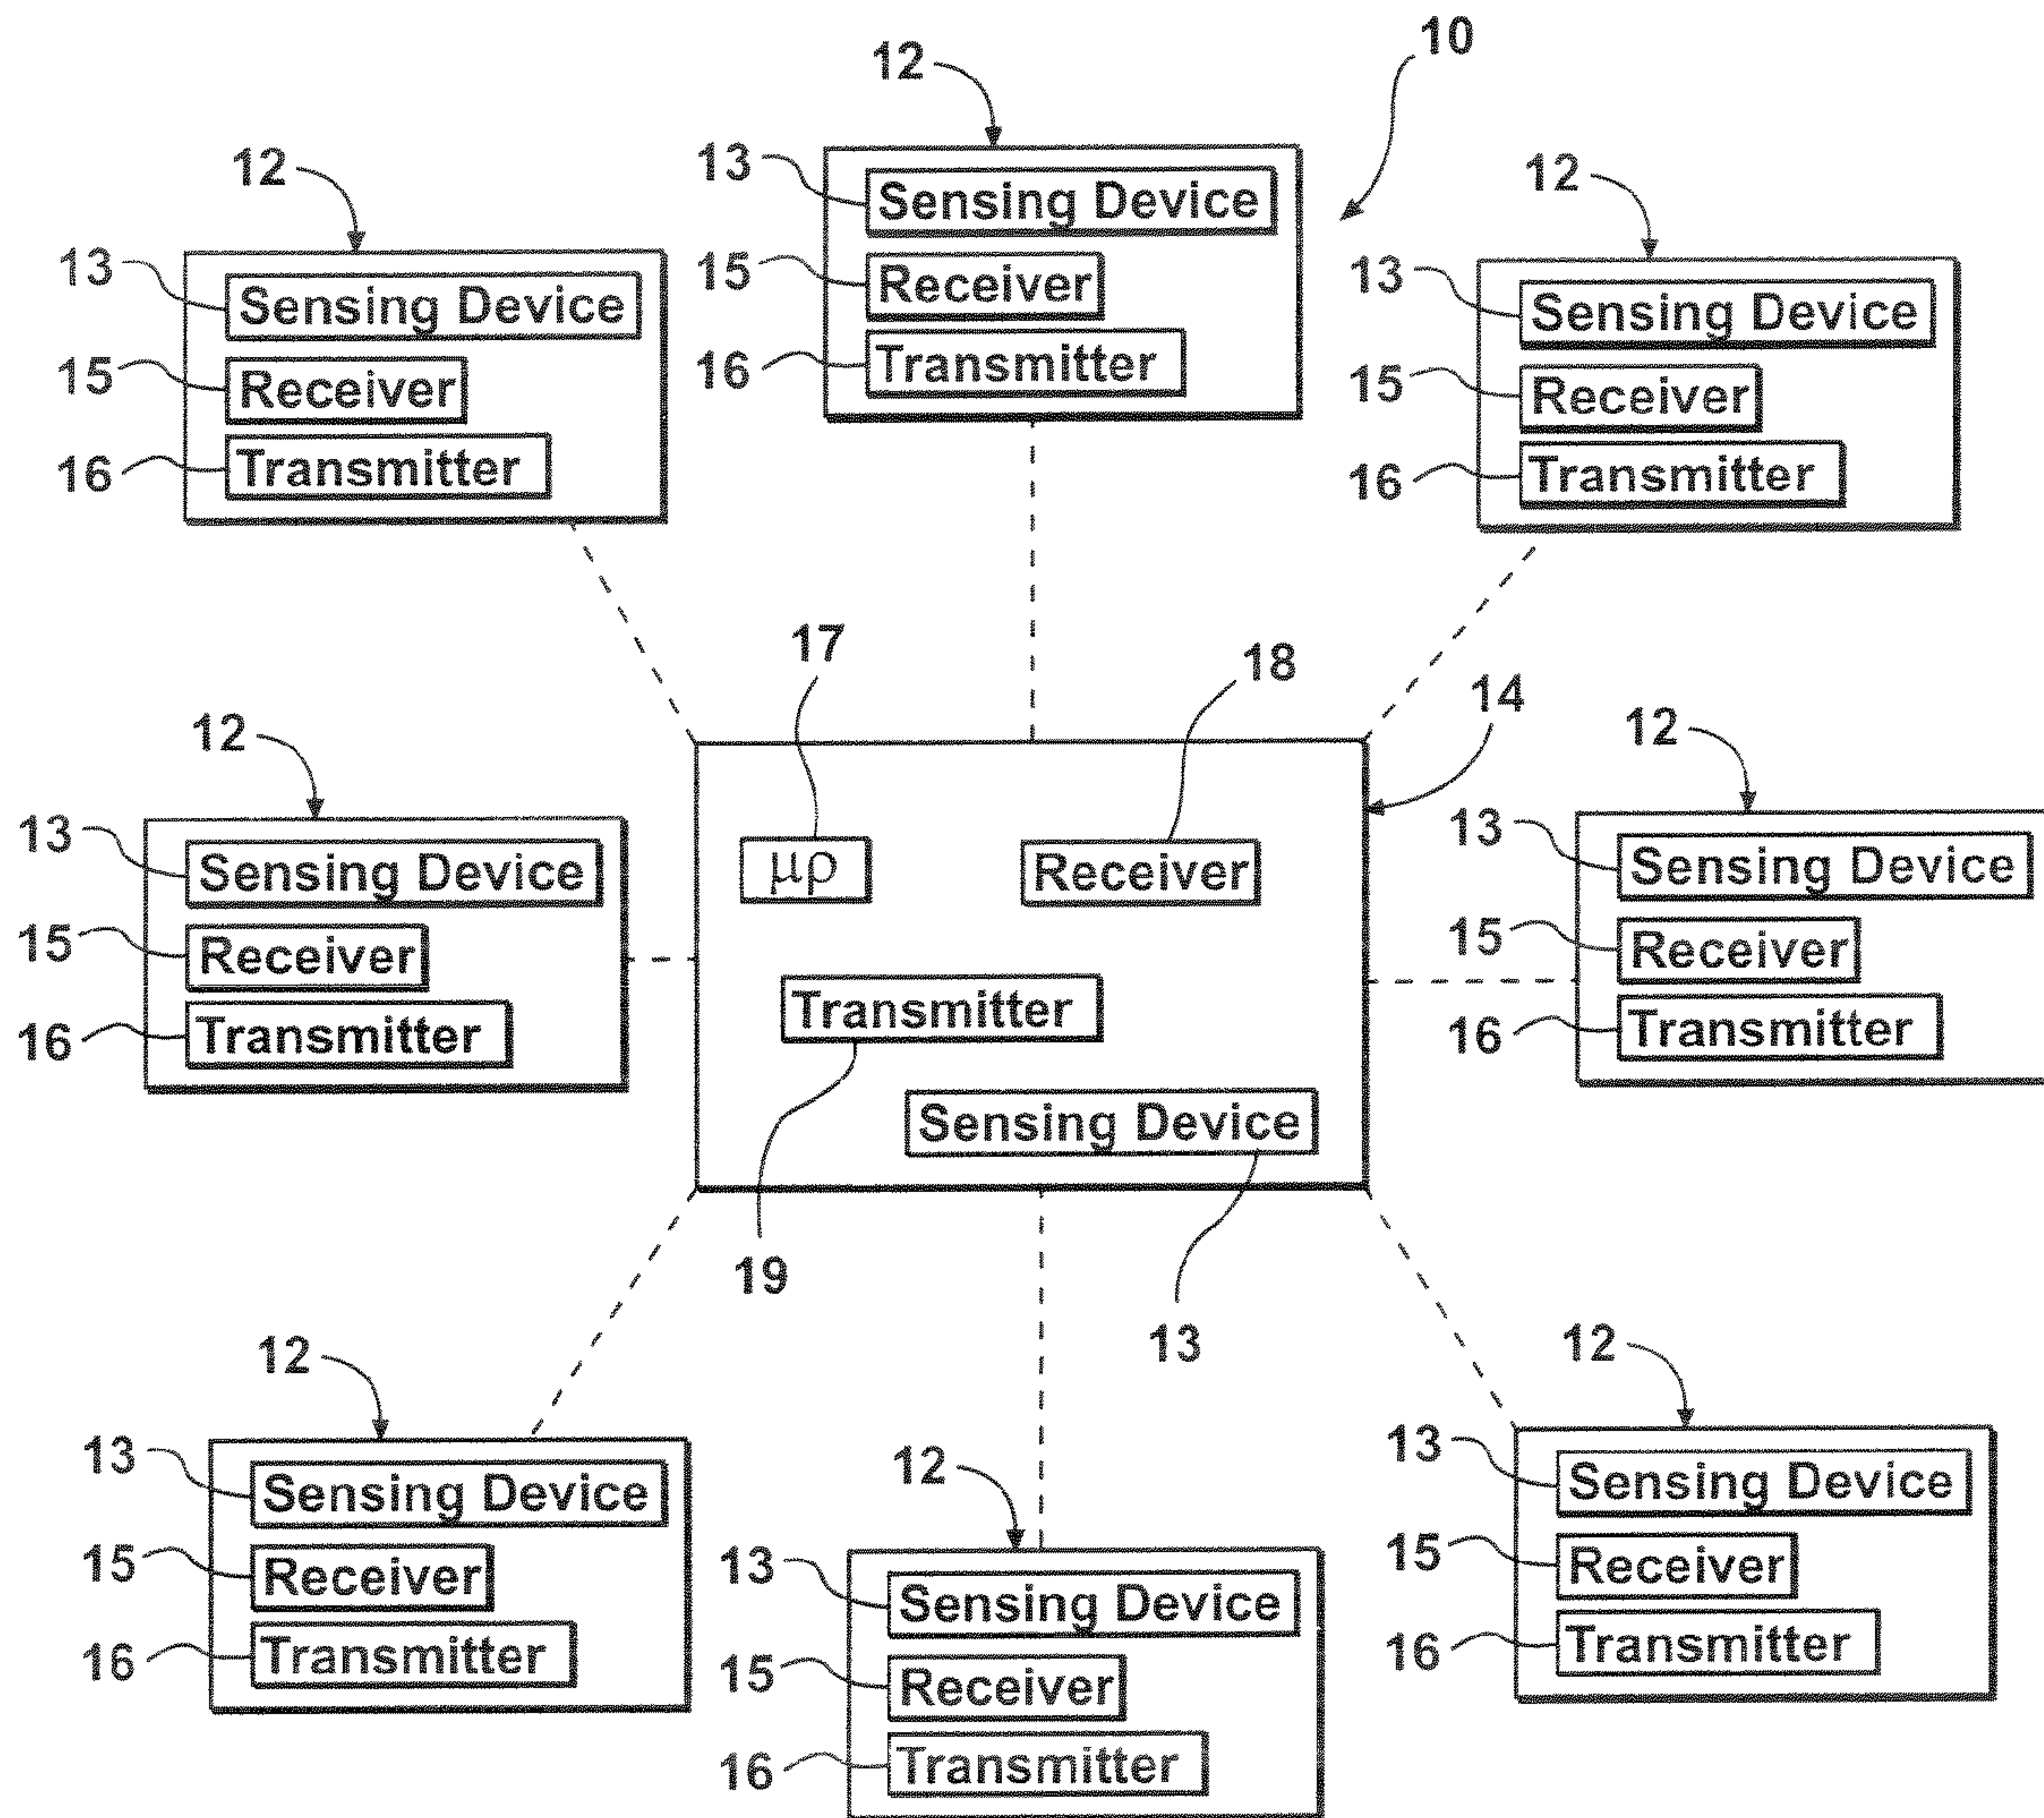 10
12
13 Sensing Device
15 Receiver
16 Transmitter
12
13 Sensing Device
15 Receiver
16 Transmitter
12
13 Sensing Device
15 Receiver
16 Transmitter
17
18
14
μρ
Receiver
Transmitter
Sensing Device
19
13
12
13 Sensing Device
15 Receiver
16 Transmitter
12
13 Sensing Device
15 Receiver
16 Transmitter
12
13 Sensing Device
15 Receiver
16 Transmitter
12
13 Sensing Device
15 Receiver
16 Transmitter
12
13 Sensing Device
15 Receiver
16 Transmitter